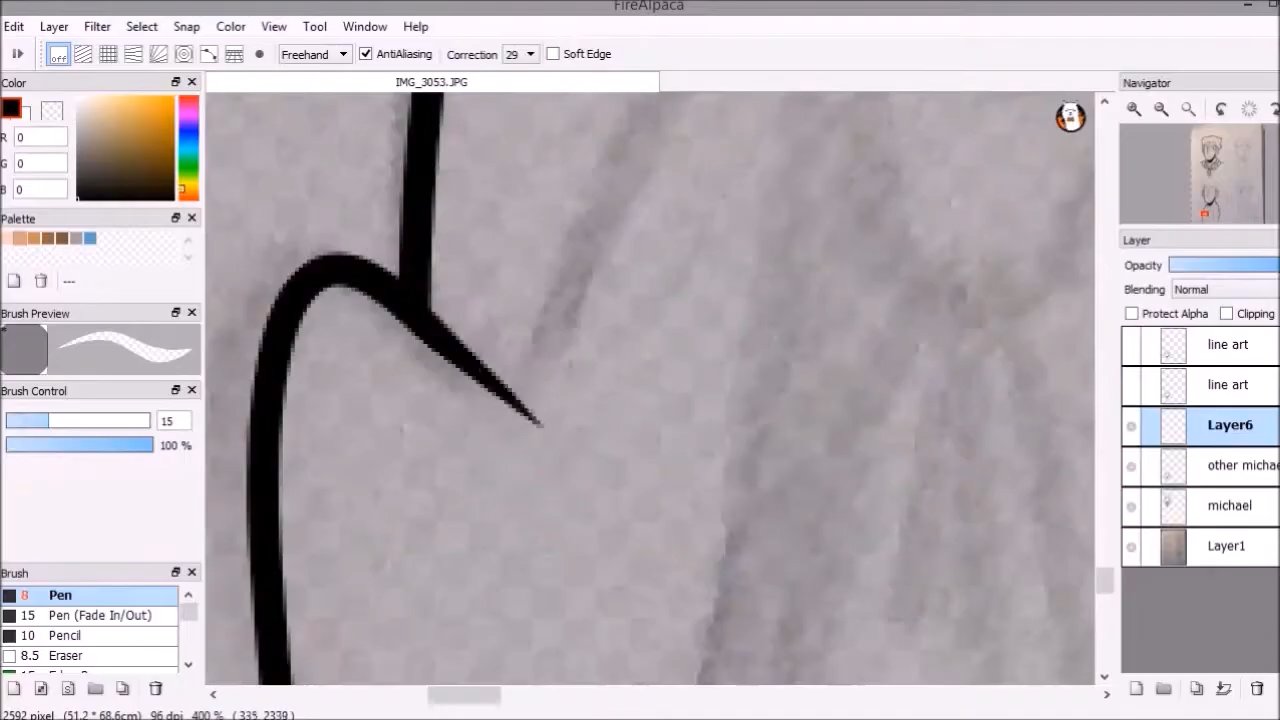 FireAlpaca
Edit Layer Filter Select Snap Color View Tool Window Help
off Freehand AntiAliasing Correction 29 Soft Edge
Color
IMG_3053.JPG
Navigator
R 0
G 0
B 0
Palette
---
Layer
Opacity
Blending Normal
Protect Alpha Clipping
Brush Preview
line art
line art
Brush Control
15
100 %
Layer6
other michae
michael
Layer1
Brush
8 Pen
15 Pen (Fade In/Out)
10 Pencil
8.5 Eraser
2592 pixel (51.2 * 68.6cm) 96 dpi 400 % ( 335, 2339 )